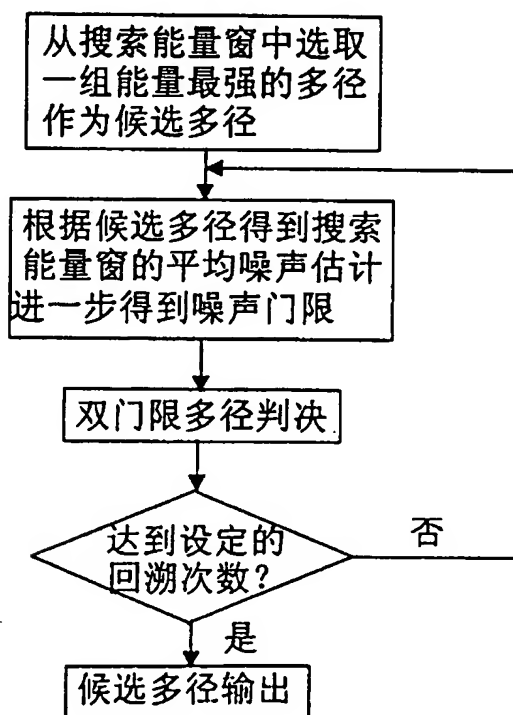 从搜索能量窗中选取
一组能量最强的多径
作为候选多径
根据候选多径得到搜索
能量窗的平均噪声估计
进一步得到噪声门限
双门限多径判决
达到设定的
回溯次数?
否
是
候选多径输出